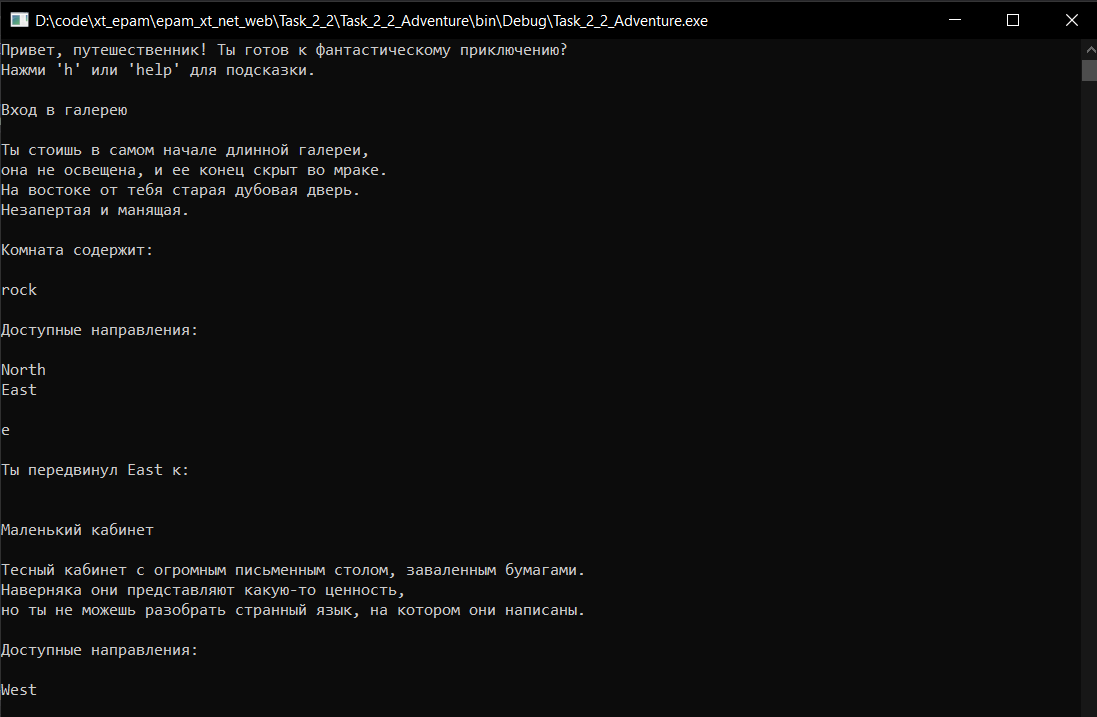 D:\code\xt_epam\epam_xt_net_web\Task_2_2\Task_2_2_Adventure\bin\Debug\Task_2_2_Adventure.exe
Привет, путешественник! Ты готов к фантастическому приключению?
Нажми 'h' или 'help' для подсказки.
Вход в галерею
Ты стоишь в самом начале длинной галереи,
она не освещена, и ее конец скрыт во мраке.
На востоке от тебя старая дубовая дверь.
Незапертая и манящая.
Комната содержит:
rock
Доступные направления:
North
East
e
Ты передвинул East к:
Маленький кабинет
Тесный кабинет с огромным письменным столом, заваленным бумагами.
Наверняка они представляют какую-то ценность,
но ты не можешь разобрать странный язык, на котором они написаны.
Доступные направления:
West